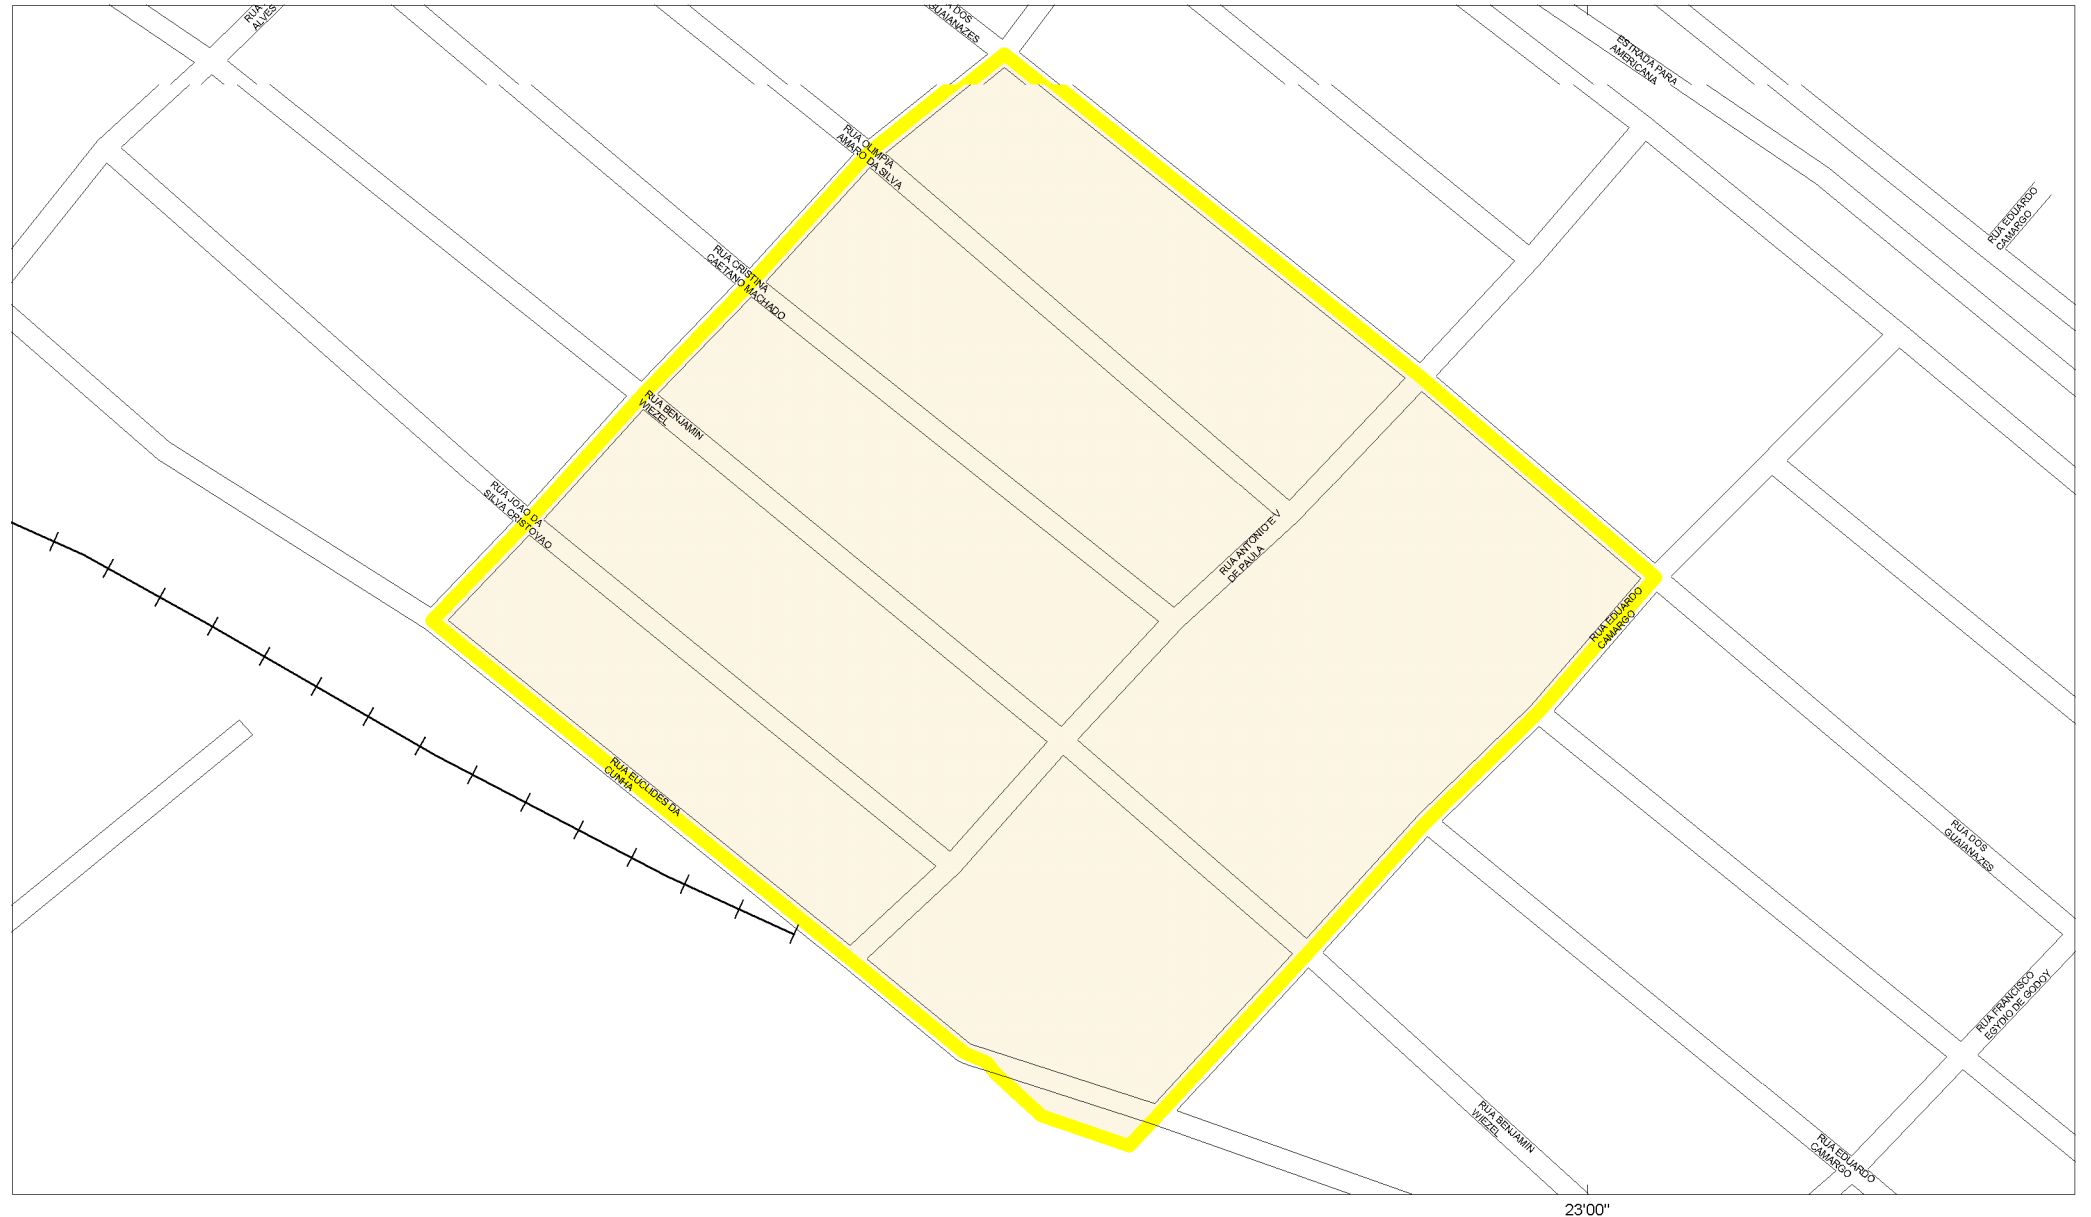 RUA
ALVES
DOS
GUAIANAZES
ESTRADA PARA
AMERICANA
RUA OLIMPIA
AMARO DA SILVA
RUA EDUARDO
CAMARGO
RUA CRISTINA
CAETANO MACHADO
RUA BENJAMIN
WIEZEL
RUA JOAO DA
SILVA CRISTOVAO
RUA ANTONIO E V
DE PAULA
RUA EDUARDO
CAMARGO
RUA EUCLIDES DA
CUNHA
RUA DOS
GUAIANAZES
RUA FRANCISCO
EGYDIO DE GODOY
RUA BENJAMIN
WIEZEL
RUA EDUARDO
CAMARGO
23'00"